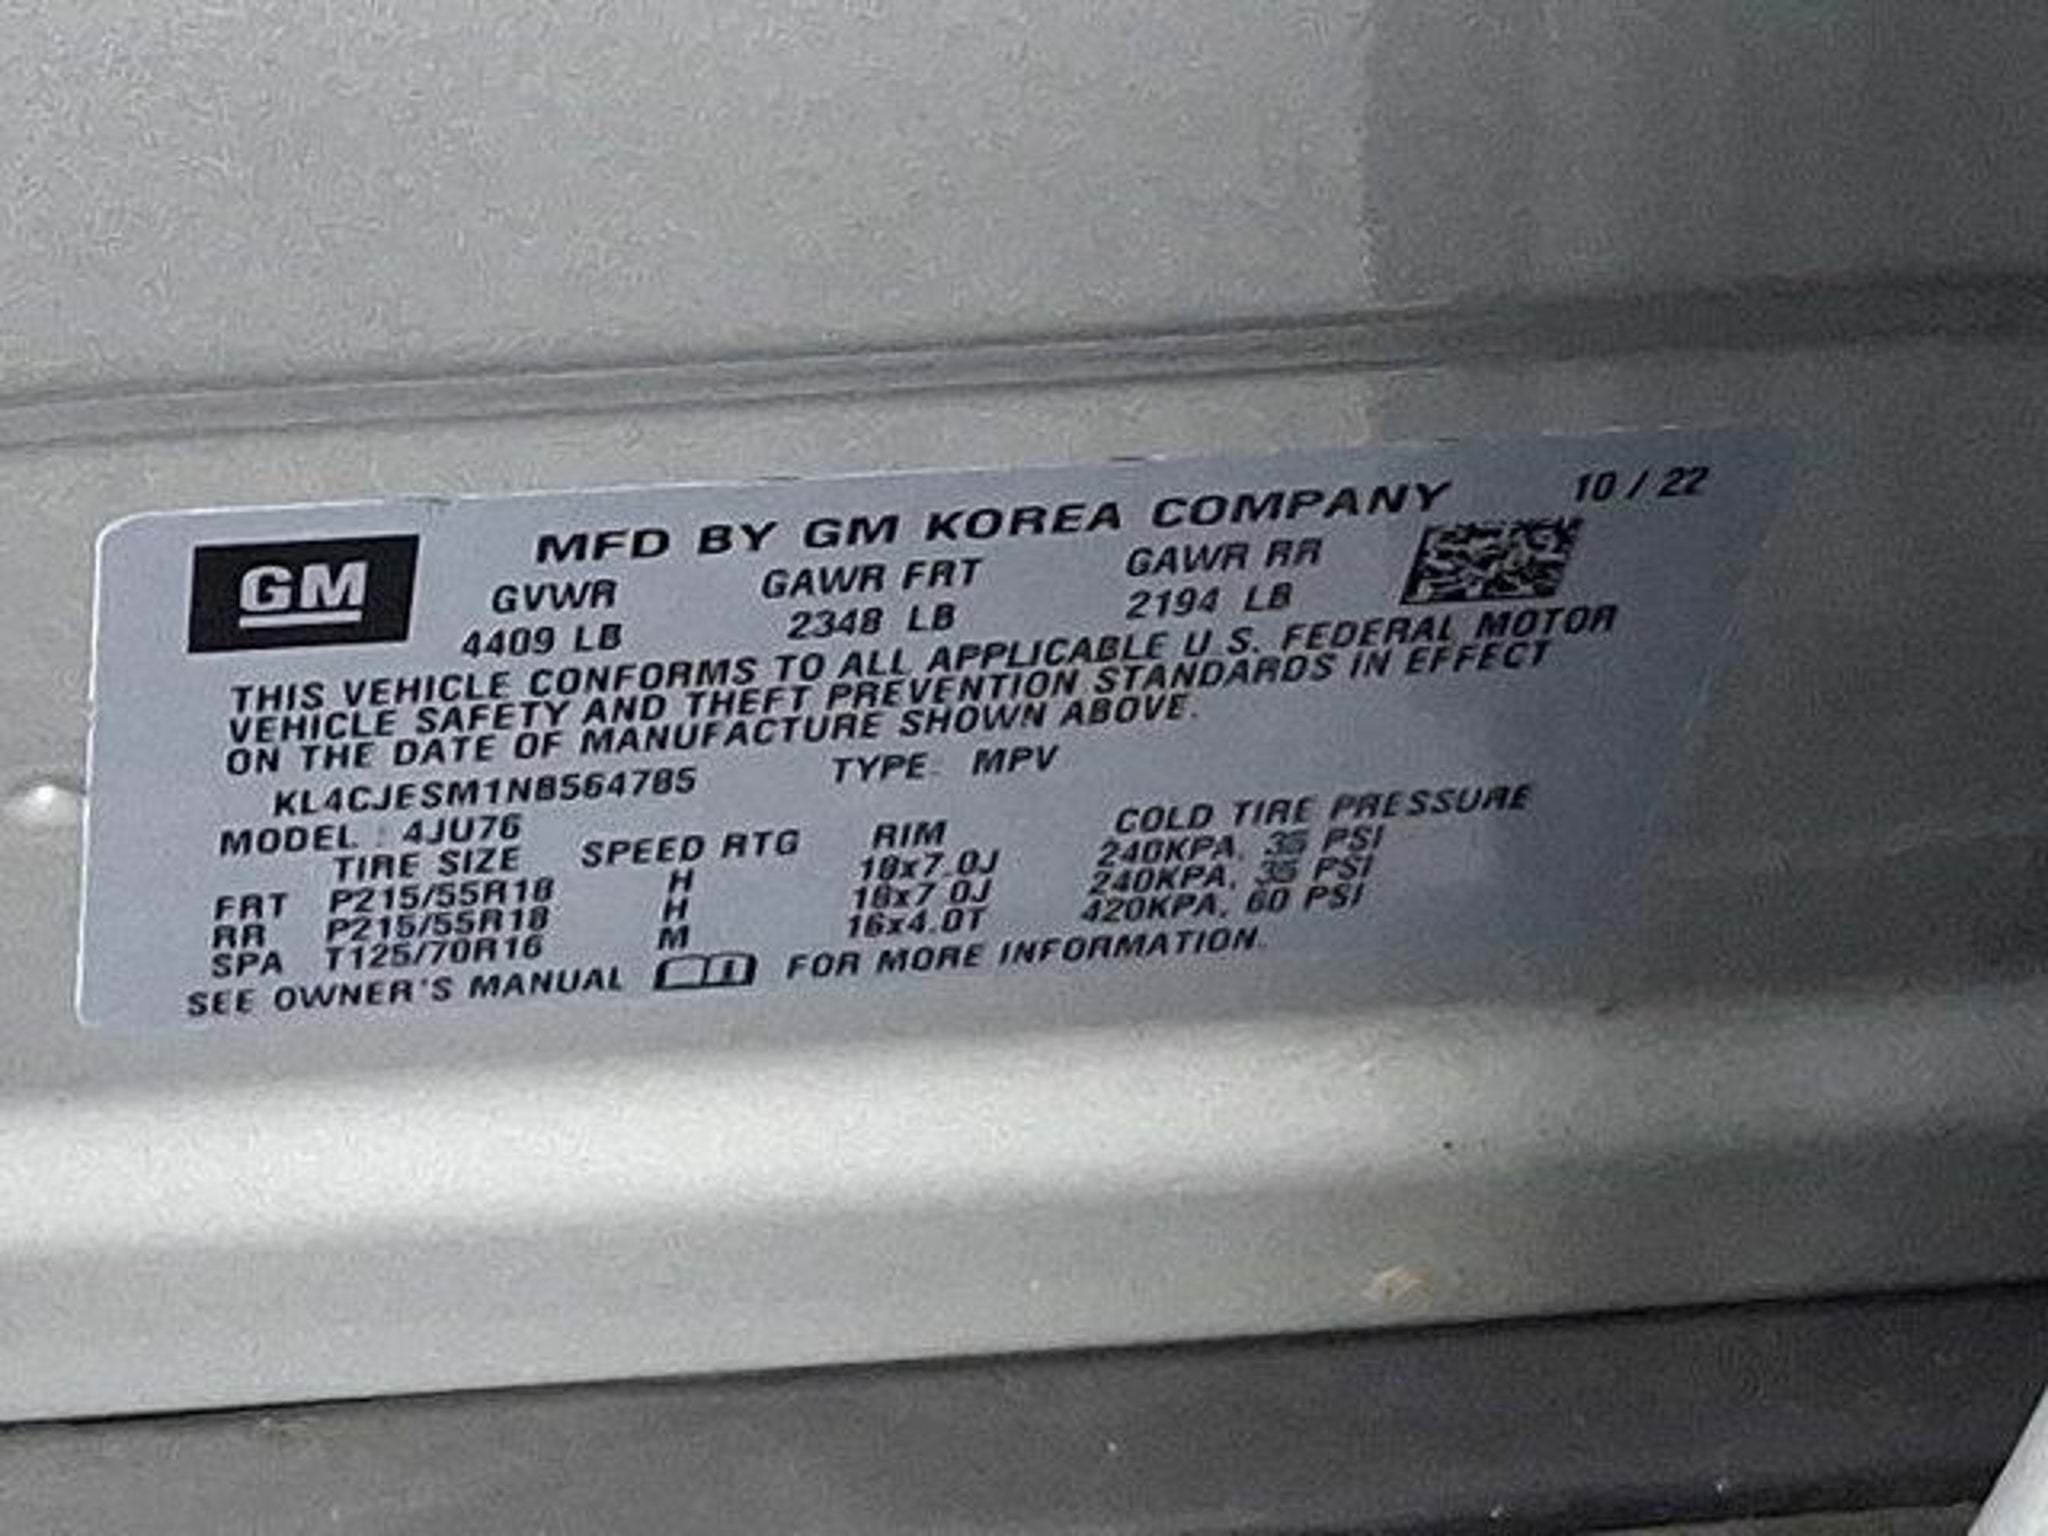 MFD BY GM KOREA COMPANY 10 / 22
GM
GVWR GAWR FRT GAWR RR
4409 LB 2348 LB 2194 LB
THIS VEHICLE CONFORMS TO ALL APPLICABLE U.S. FEDERAL MOTOR
VEHICLE SAFETY AND THEFT PREVENTION STANDARDS IN EFFECT
ON THE DATE OF MANUFACTURE SHOWN ABOVE.
KL4CJESM1NB564785 TYPE: MPV
MODEL : 4JU76
TIRE SIZE SPEED RTG RIM COLD TIRE PRESSURE
FRT P215/55R18 H 18x7.0J 240KPA, 35 PSI
RR P215/55R18 H 18x7.0J 240KPA, 35 PSI
SPA T125/70R16 M 16x4.0T 420KPA, 60 PSI
SEE OWNER'S MANUAL FOR MORE INFORMATION.